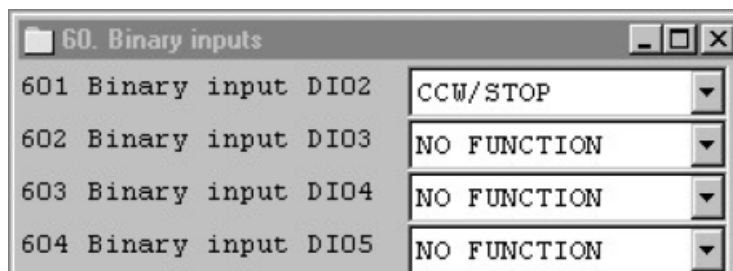 60. Binary inputs
601 Binary input DI02 CCW/STOP
602 Binary input DI03 NO FUNCTION
603 Binary input DI04 NO FUNCTION
604 Binary input DI05 NO FUNCTION